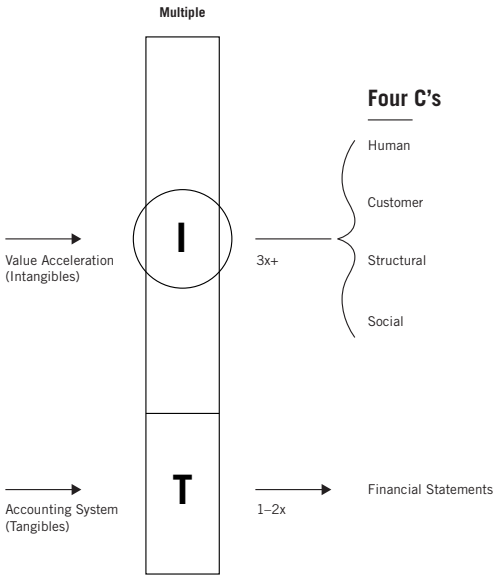 Multiple
Four C's
Human
Customer
I
Value Acceleration
(Intangibles)
3x+
Structural
Social
T
Accounting System
(Tangibles)
1–2x
Financial Statements